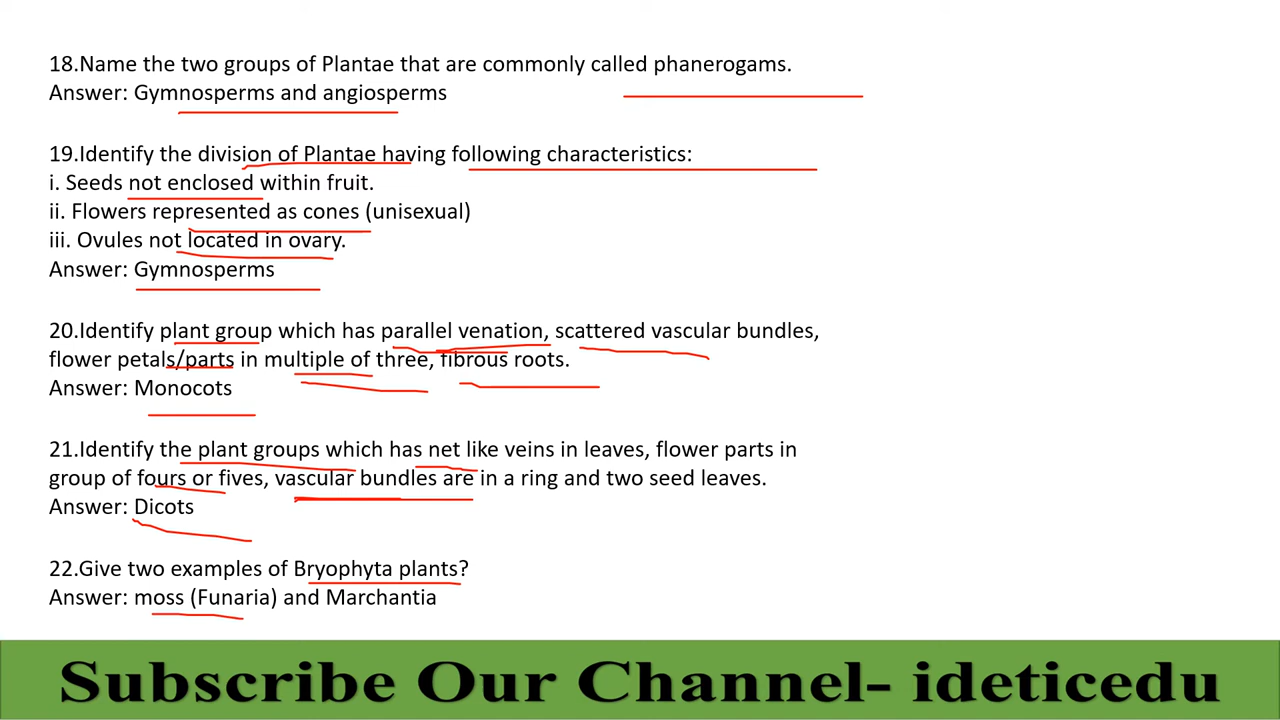 18.Name the two groups of Plantae that are commonly called phanerogams.
Answer: Gymnosperms and angiosperms
19.Identify the division of Plantae having following characteristics:
i. Seeds not enclosed within fruit.
ii. Flowers represented as cones (unisexual)
iii. Ovules not located in ovary.
Answer: Gymnosperms
20.Identify plant group which has parallel venation, scattered vascular bundles,
flower petals/parts in multiple of three, fibrous roots.
Answer: Monocots
21.Identify the plant groups which has net like veins in leaves, flower parts in
group of fours or fives, vascular bundles are in a ring and two seed leaves.
Answer: Dicots
22.Give two examples of Bryophyta plants?
Answer: moss (Funaria) and Marchantia
Subscribe Our Channel- ideticedu